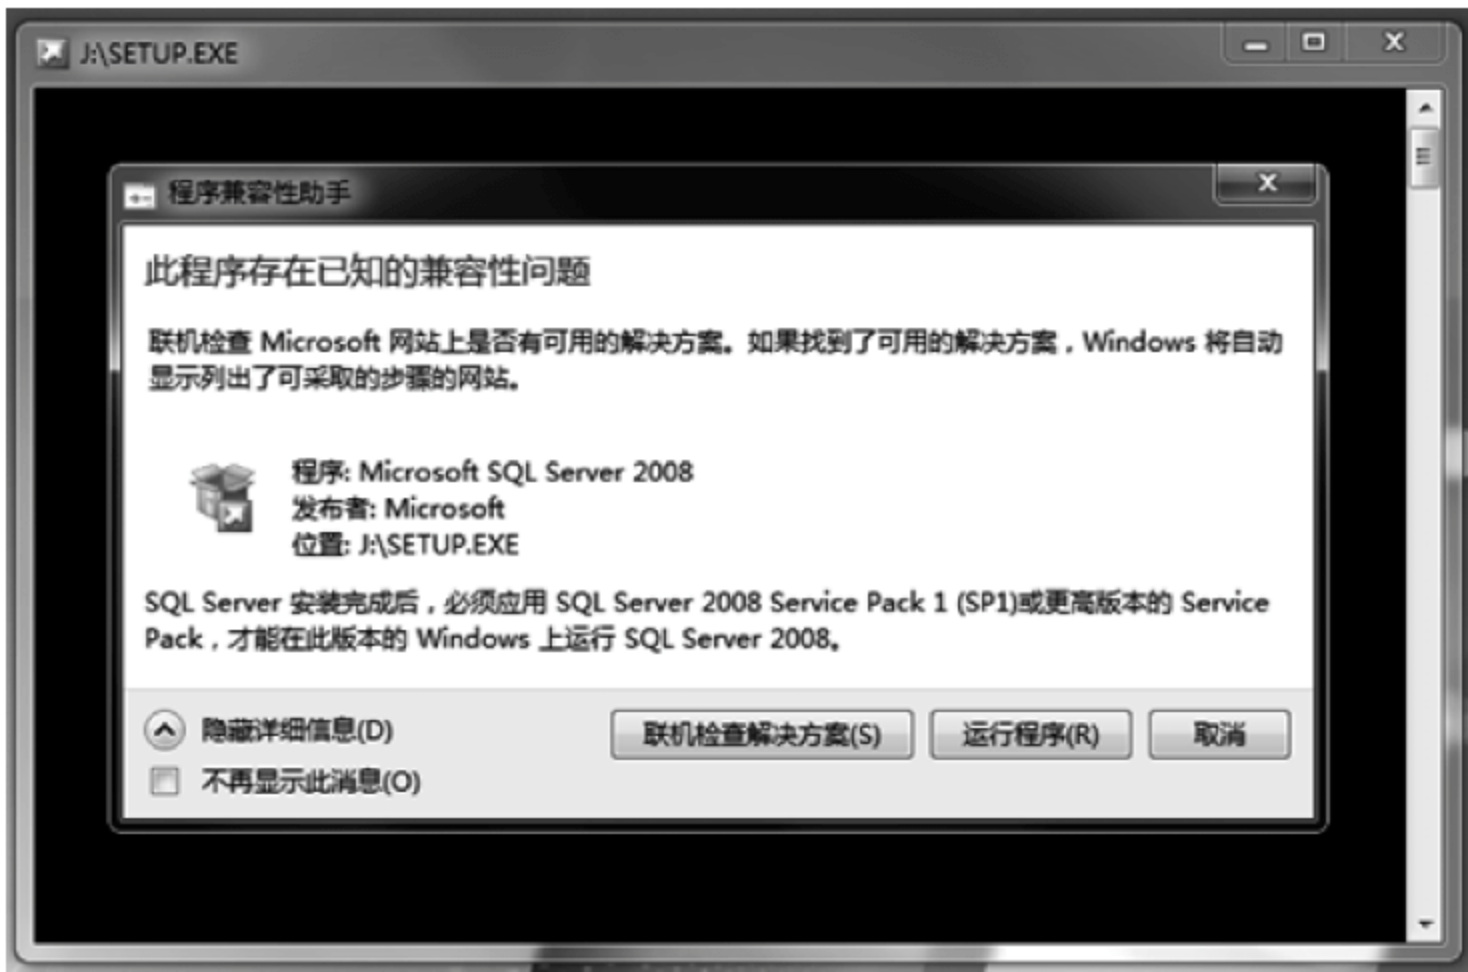 J:\SETUP.EXE
程序兼容性助手
此程序存在已知的兼容性问题
联机检查 Microsoft 网站上是否有可用的解决方案。如果找到了可用的解决方案，Windows 将自动
显示列出了可采取的步骤的网站。
程序: Microsoft SQL Server 2008
发布者: Microsoft
位置: J:\SETUP.EXE
SQL Server 安装完成后，必须应用 SQL Server 2008 Service Pack 1 (SP1)或更高版本的 Service
Pack，才能在此版本的 Windows 上运行 SQL Server 2008。
隐藏详细信息(D) 联机检查解决方案(S) 运行程序(R) 取消
不再显示此消息(O)